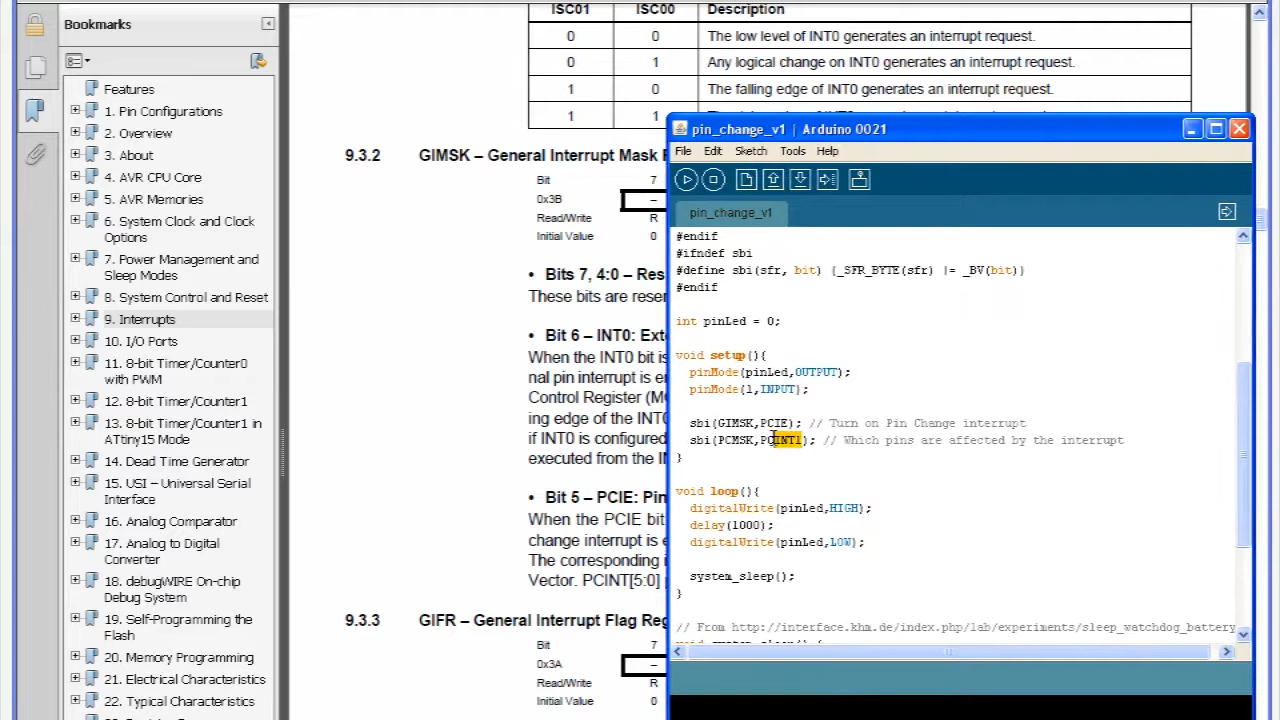 Bookmarks
Features
1. Pin Configurations
2. Overview
3. About
4. AVR CPU Core
5. AVR Memories
6. System Clock and Clock
Options
7. Power Management and
Sleep Modes
8. System Control and Reset
9. Interrupts
10. I/O Ports
11. 8-bit Timer/Counter0
with PWM
12. 8-bit Timer/Counter1
13. 8-bit Timer/Counter1 in
ATtiny15 Mode
14. Dead Time Generator
15. USI – Universal Serial
Interface
16. Analog Comparator
17. Analog to Digital
Converter
18. debugWIRE On-chip
Debug System
19. Self-Programming the
Flash
20. Memory Programming
21. Electrical Characteristics
22. Typical Characteristics
ISC01 ISC00 Description
0 0 The low level of INT0 generates an interrupt request.
0 1 Any logical change on INT0 generates an interrupt request.
1 0 The falling edge of INT0 generates an interrupt request.
1 1
9.3.2 GIMSK – General Interrupt Mask
Bit 7
0x3B –
Read/Write R
Initial Value 0
• Bits 7, 4:0 – Res
These bits are reser
• Bit 6 – INT0: Exte
When the INT0 bit is
nal pin interrupt is en
Control Register (MC
ing edge of the INT0
if INT0 is configured
executed from the IN
• Bit 5 – PCIE: Pin
When the PCIE bit
change interrupt is e
The corresponding i
Vector. PCINT[5:0] p
9.3.3 GIFR – General Interrupt Flag Reg
Bit 7
0x3A –
Read/Write R
Initial Value 0
pin_change_v1 | Arduino 0021
File Edit Sketch Tools Help
pin_change_v1
#endif
#ifndef sbi
#define sbi(sfr, bit) (_SFR_BYTE(sfr) |= _BV(bit))
#endif
int pinLed = 0;
void setup(){
pinMode(pinLed,OUTPUT);
pinMode(1,INPUT);
sbi(GIMSK,PCIE); // Turn on Pin Change interrupt
sbi(PCMSK,PCINT1); // Which pins are affected by the interrupt
}
void loop(){
digitalWrite(pinLed,HIGH);
delay(1000);
digitalWrite(pinLed,LOW);
system_sleep();
}
// From http://interface.khm.de/index.php/lab/experiments/sleep_watchdog_battery
void system_sleep() {